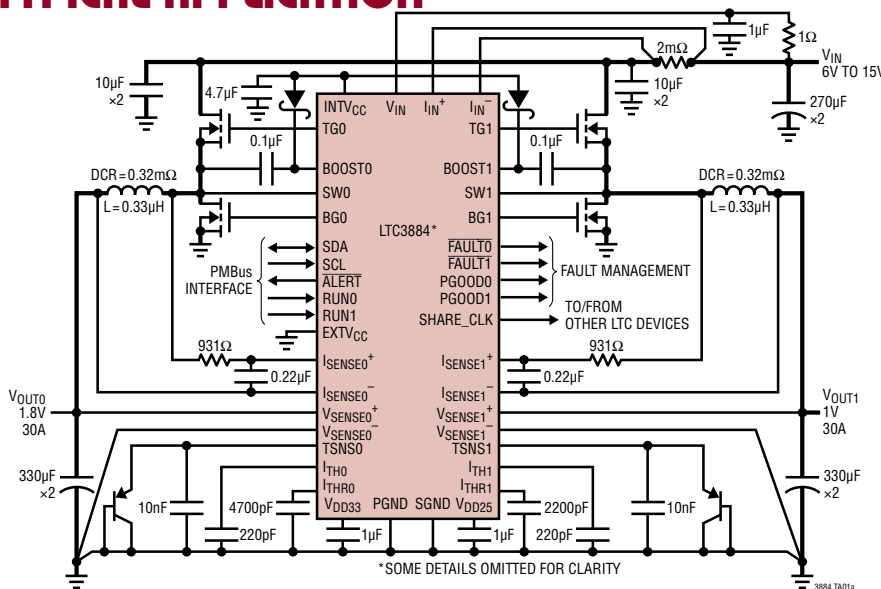 1µF
1Ω
2mΩ
VIN
6V TO 15V
10µF
×2
4.7µF
10µF
×2
270µF
×2
INTVCC
VIN
IIN+
IIN−
TG0
TG1
0.1µF
0.1µF
BOOST0
BOOST1
DCR = 0.32mΩ
L = 0.33µH
SW0
SW1
DCR = 0.32mΩ
L = 0.33µH
BG0
BG1
LTC3884*
PMBus
INTERFACE
SDA
SCL
ALERT
RUN0
RUN1
EXTVCC
FAULT0
FAULT1
PGOOD0
PGOOD1
FAULT MANAGEMENT
SHARE_CLK
TO/FROM
OTHER LTC DEVICES
931Ω
931Ω
ISENSE0+
ISENSE1+
0.22µF
0.22µF
ISENSE0−
ISENSE1−
VOUT0
1.8V
30A
VSENSE0+
VSENSE1+
VOUT1
1V
30A
VSENSE0−
VSENSE1−
TSNS0
TSNS1
ITH0
ITH1
ITHR0
ITHR1
330µF
×2
330µF
×2
10nF
4700pF
220pF
VDD33
PGND
SGND
VDD25
2200pF
220pF
10nF
1µF
1µF
*SOME DETAILS OMITTED FOR CLARITY
3884 TA01a